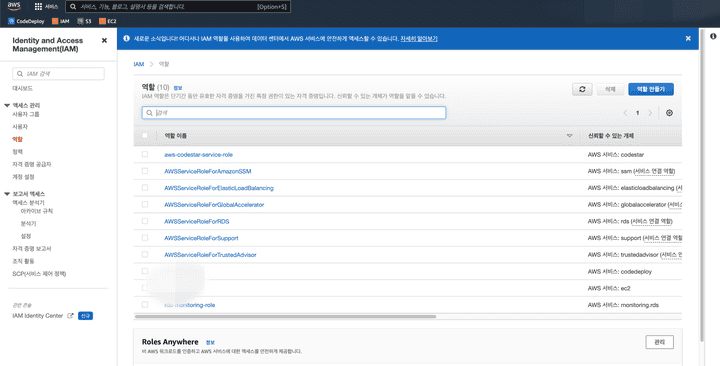 aws
서비스
서비스, 기능, 블로그, 설명서 등을 검색합니다.
[Option+S]
CodeDeploy
IAM
S3
EC2
Identity and Access
Management(IAM)
IAM 검색
대시보드
액세스 관리
사용자 그룹
사용자
역할
정책
자격 증명 공급자
계정 설정
보고서 액세스
액세스 분석기
아카이브 규칙
분석기
설정
자격 증명 보고서
조직 활동
SCP(서비스 제어 정책)
관련 콘솔
IAM Identity Center
신규
새로운 소식입니다! 어디서나 IAM 역할을 사용하여 데이터 센터에서 AWS 서비스에 안전하게 액세스할 수 있습니다. 자세히 알아보기
IAM > 역할
역할 (10) 정보
IAM 역할은 단기간 동안 유효한 자격 증명을 가진 특정 권한이 있는 자격 증명입니다. 신뢰할 수 있는 개체가 역할을 맡을 수 있습니다.
삭제
역할 만들기
검색
1
역할 이름
신뢰할 수 있는 개체
aws-codestar-service-role
AWS 서비스: codestar
AWSServiceRoleForAmazonSSM
AWS 서비스: ssm (서비스 연결 역할)
AWSServiceRoleForElasticLoadBalancing
AWS 서비스: elasticloadbalancing (서
AWSServiceRoleForGlobalAccelerator
AWS 서비스: globalaccelerator (서비스
AWSServiceRoleForRDS
AWS 서비스: rds (서비스 연결 역할)
AWSServiceRoleForSupport
AWS 서비스: support (서비스 연결 역할
AWSServiceRoleForTrustedAdvisor
AWS 서비스: trustedadvisor (서비스 연
AWS 서비스: codedeploy
AWS 서비스: ec2
rds-monitoring-role
AWS 서비스: monitoring.rds
Roles Anywhere 정보
비 AWS 워크로드를 인증하고 AWS 서비스에 대한 액세스를 안전하게 제공합니다.
관리